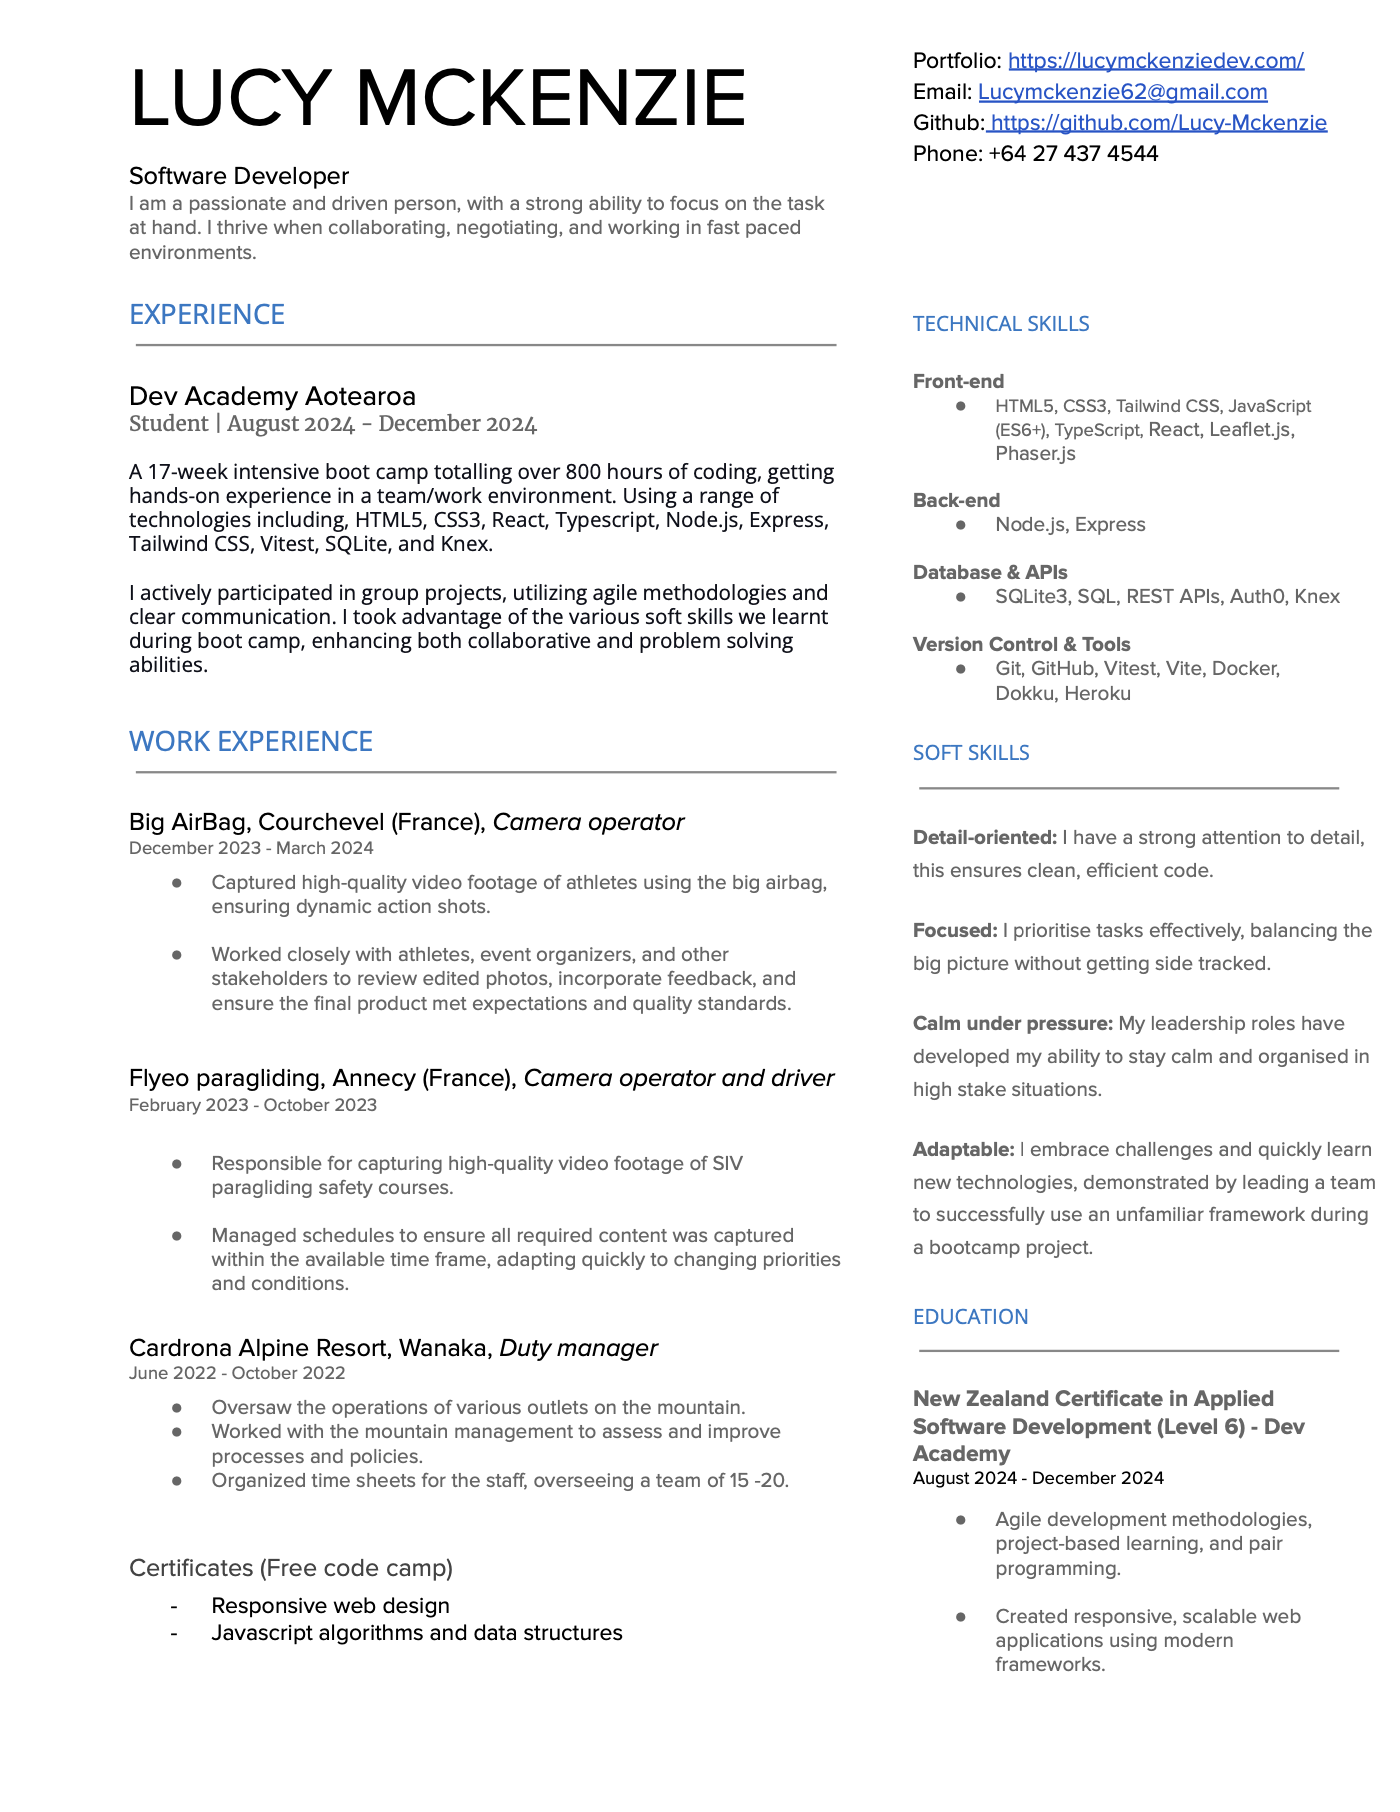 LUCY MCKENZIE
Software Developer
I am a passionate and driven person, with a strong ability to focus on the task
at hand. I thrive when collaborating, negotiating, and working in fast paced
environments.
EXPERIENCE
Dev Academy Aotearoa
Student | August 2024 - December 2024
A 17-week intensive boot camp totalling over 800 hours of coding, getting
hands-on experience in a team/work environment. Using a range of
technologies including, HTML5, CSS3, React, Typescript, Node.js, Express,
Tailwind CSS, Vitest, SQLite, and Knex.
I actively participated in group projects, utilizing agile methodologies and
clear communication. I took advantage of the various soft skills we learnt
during boot camp, enhancing both collaborative and problem solving
abilities.
WORK EXPERIENCE
Big AirBag, Courchevel (France), Camera operator
December 2023 - March 2024
● Captured high-quality video footage of athletes using the big airbag,
ensuring dynamic action shots.
● Worked closely with athletes, event organizers, and other
stakeholders to review edited photos, incorporate feedback, and
ensure the final product met expectations and quality standards.
Flyeo paragliding, Annecy (France), Camera operator and driver
February 2023 - October 2023
● Responsible for capturing high-quality video footage of SIV
paragliding safety courses.
● Managed schedules to ensure all required content was captured
within the available time frame, adapting quickly to changing priorities
and conditions.
Cardrona Alpine Resort, Wanaka, Duty manager
June 2022 - October 2022
● Oversaw the operations of various outlets on the mountain.
● Worked with the mountain management to assess and improve
processes and policies.
● Organized time sheets for the staff, overseeing a team of 15 -20.
Certificates (Free code camp)
- Responsive web design
- Javascript algorithms and data structures
Portfolio: https://lucymckenziedev.com/
Email: Lucymckenzie62@gmail.com
Github: https://github.com/Lucy-Mckenzie
Phone: +64 27 437 4544
TECHNICAL SKILLS
Front-end
● HTML5, CSS3, Tailwind CSS, JavaScript
(ES6+), TypeScript, React, Leaflet.js,
Phaser.js
Back-end
● Node.js, Express
Database & APIs
● SQLite3, SQL, REST APIs, Auth0, Knex
Version Control & Tools
● Git, GitHub, Vitest, Vite, Docker,
Dokku, Heroku
SOFT SKILLS
Detail-oriented: I have a strong attention to detail,
this ensures clean, efficient code.
Focused: I prioritise tasks effectively, balancing the
big picture without getting side tracked.
Calm under pressure: My leadership roles have
developed my ability to stay calm and organised in
high stake situations.
Adaptable: I embrace challenges and quickly learn
new technologies, demonstrated by leading a team
to successfully use an unfamiliar framework during
a bootcamp project.
EDUCATION
New Zealand Certificate in Applied
Software Development (Level 6) - Dev
Academy
August 2024 - December 2024
● Agile development methodologies,
project-based learning, and pair
programming.
● Created responsive, scalable web
applications using modern
frameworks.